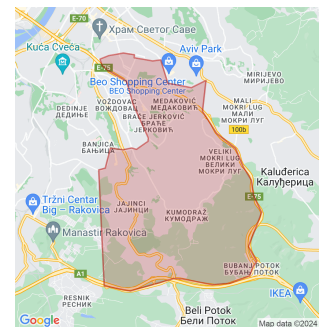 E-75
E-70
Храм Светог Саве
Kuća Cveća
Avip Park
Beo Shopping Center
BEO Shopping Center
MIRIJEVO
МИРИЈЕВО
DEDINJE
ДЕДИЊЕ
VOŽDOVAC
ВОЖДОВАЦ
MEDAKOVIĆ
МЕДАКОВИЋ
MALI
MOKRI LUG
МАЛИ
МОКРИ ЛУГ
BRAĆE JERKOVIĆ
БРАЋЕ
ЈЕРКОВИЋ
100b
BANJICA
БАЊИЦА
VELIKI
MOKRI LUG
ВЕЛИКИ
МОКРИ ЛУГ
Kaluđerica
Калуђерица
E-75
Tržni Centar
Big – Rakovica
JAJINCI
ЈАЈИНЦИ
KUMODRAŽ
КУМОДРАЖ
Manastir Rakovica
BUBANJ POTOK
БУБАЊ ПОТОК
A1
E-75
RESNIK
РЕСНИК
IKEA
Beli Potok
Бели Поток
Google
Map data ©2024